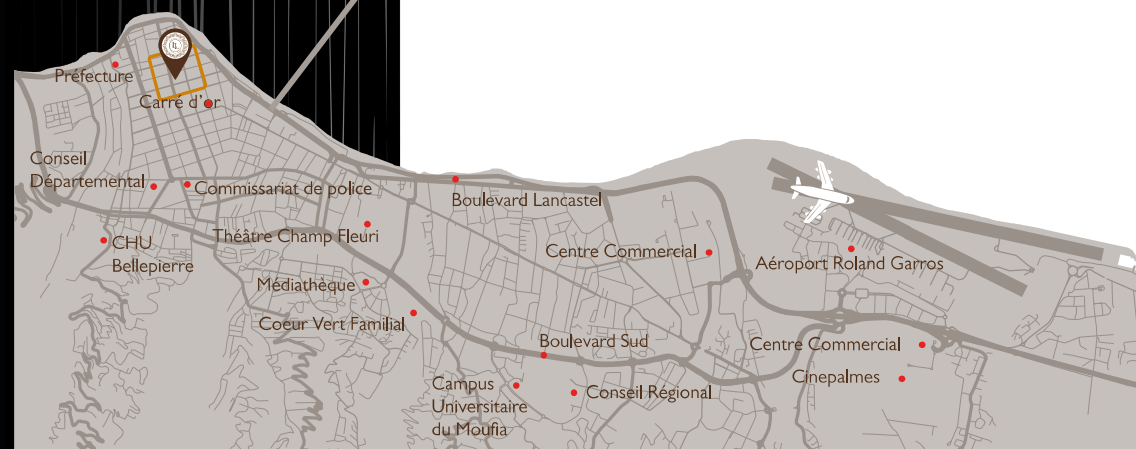 Préfecture
Carré d'or
Conseil
Départemental
Commissariat de police
Boulevard Lancastel
Théâtre Champ Fleuri
CHU
Bellepierre
Centre Commercial
Aéroport Roland Garros
Médiathèque
Coeur Vert Familial
Boulevard Sud
Centre Commercial
Cinepalmes
Campus
Universitaire
du Moufia
Conseil Régional